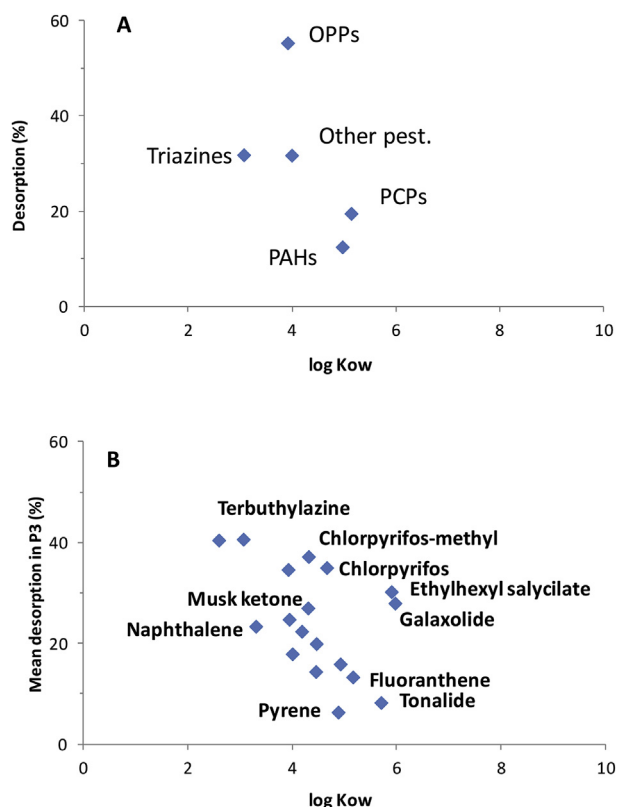 A
60
40
20
0
Desorption (%)
OPPs
Other pest.
Triazines
PCPs
PAHs
0 2 4 6 8 10
log Kow
B
60
40
20
0
Mean desorption in P3 (%)
Terbuthylazine
Chlorpyrifos-methyl
Chlorpyrifos
Ethylhexyl salycilate
Musk ketone
Galaxolide
Naphthalene
Fluoranthene
Tonalide
Pyrene
0 2 4 6 8 10
log Kow